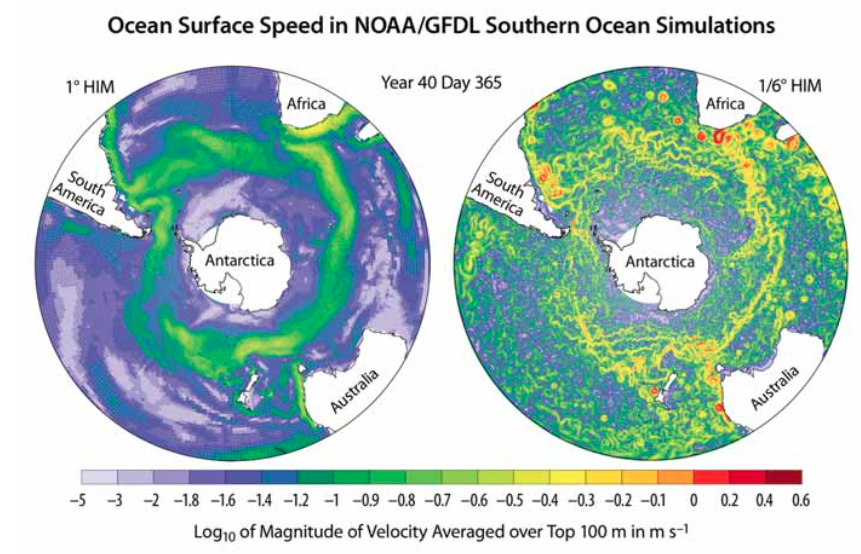 Ocean Surface Speed in NOAA/GFDL Southern Ocean Simulations
1° HIM
Year 40 Day 365
1/6° HIM
Africa
South
America
Antarctica
Australia
Africa
South
America
Antarctica
Australia
−5 −3 −2 −1.8 −1.6 −1.4 −1.2 −1 −0.9 −0.8 −0.7 −0.6 −0.5 −0.4 −0.3 −0.2 −0.1 0 0.2 0.4 0.6
Log₁₀ of Magnitude of Velocity Averaged over Top 100 m in m s⁻¹